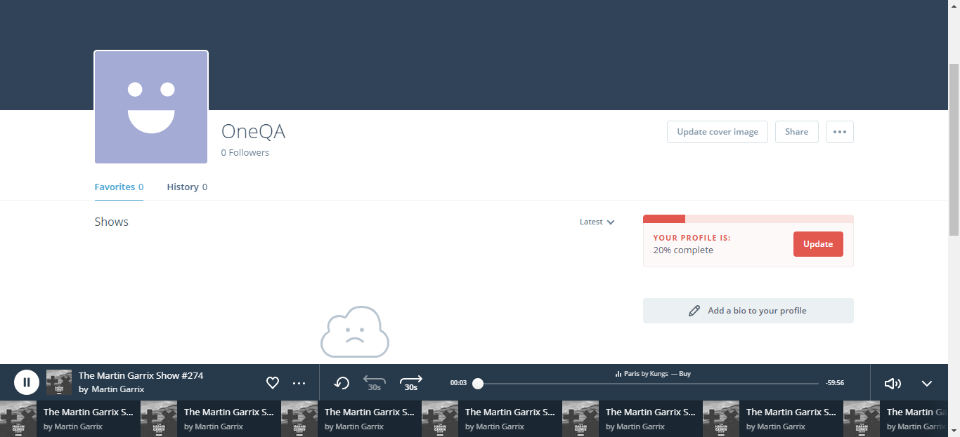 OneQA
0 Followers
Update cover image
Share
Favorites 0
History 0
Shows
Latest
YOUR PROFILE IS:
20% complete
Update
Add a bio to your profile
The Martin Garrix Show #274
by Martin Garrix
30s
30s
00:03
Paris by Kungs — Buy
-59:56
The Martin Garrix S...
by Martin Garrix
The Martin Garrix S...
by Martin Garrix
The Martin Garrix S...
by Martin Garrix
The Martin Garrix S...
by Martin Garrix
The Martin Garrix S...
by Martin Garrix
The Martin Garrix S...
by Martin Garrix
The Martin G
by Martin Garrix